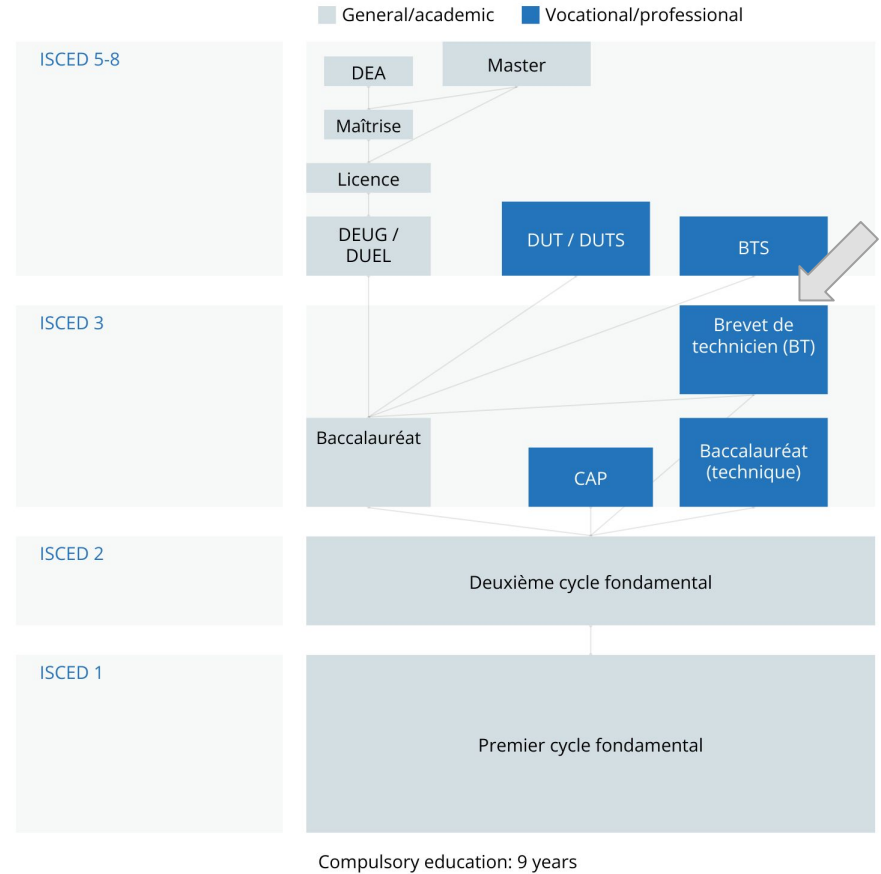 General/academic
Vocational/professional
ISCED 5-8
DEA
Master
Maîtrise
Licence
DEUG /
DUEL
DUT / DUTS
BTS
ISCED 3
Brevet de
technicien (BT)
Baccalauréat
CAP
Baccalauréat
(technique)
ISCED 2
Deuxième cycle fondamental
ISCED 1
Premier cycle fondamental
Compulsory education: 9 years